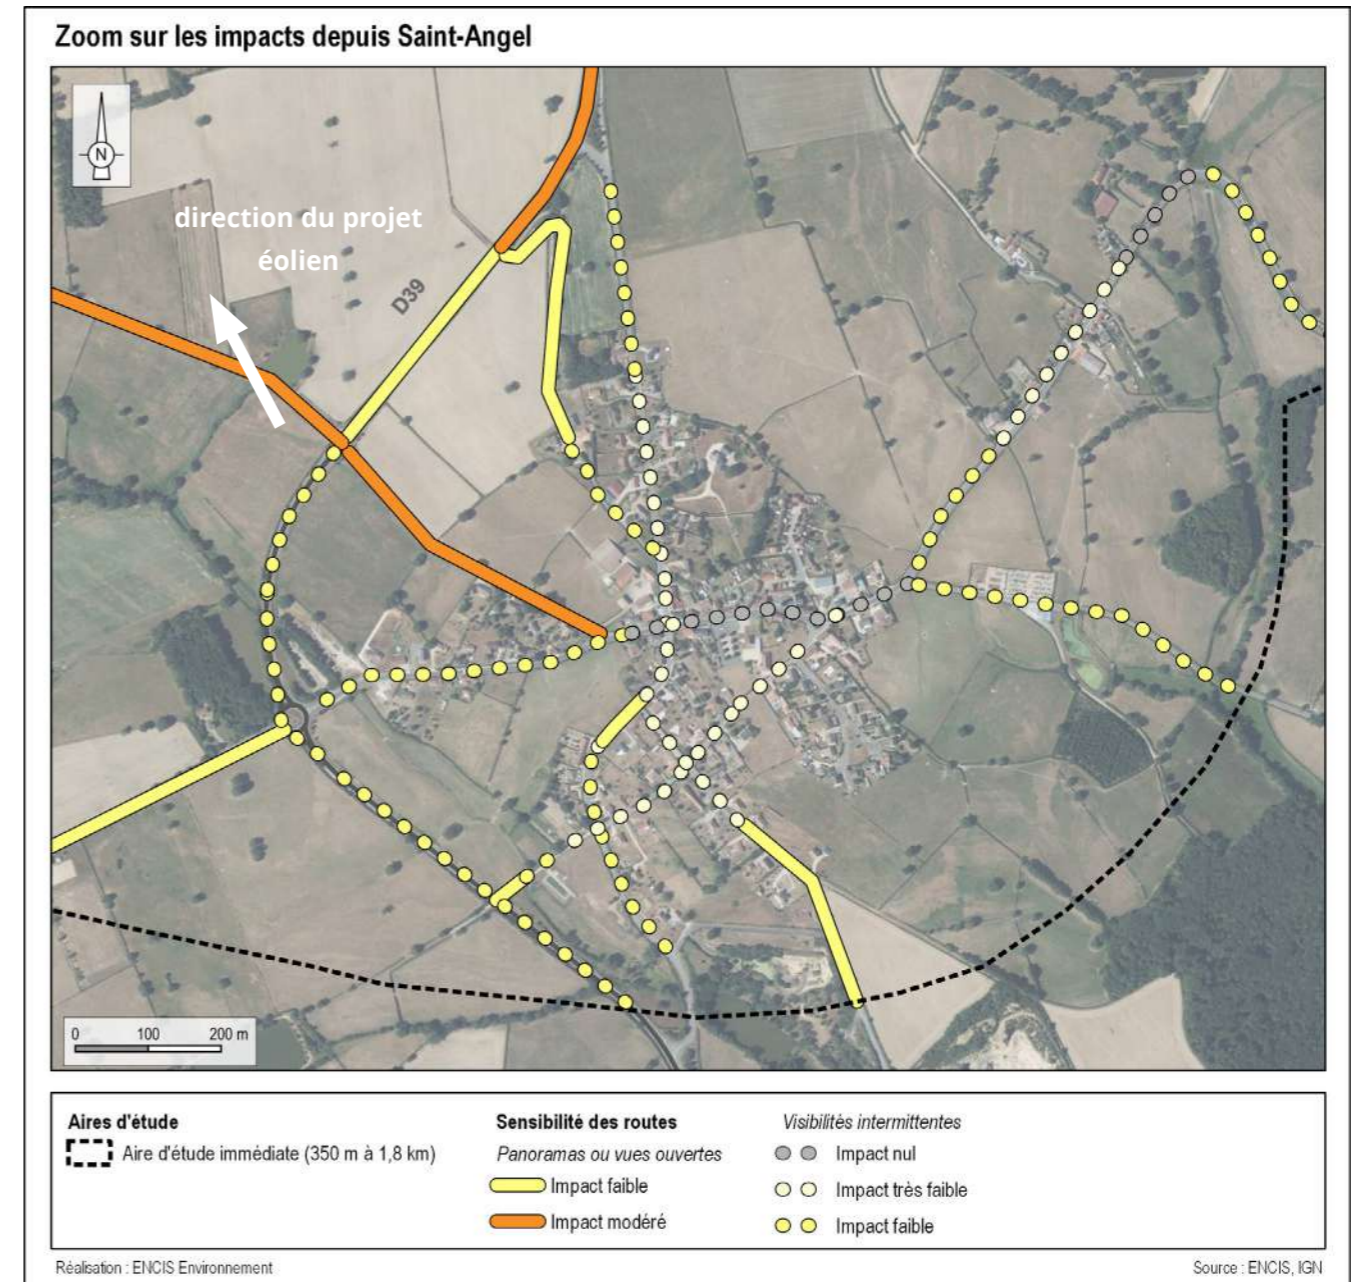 Zoom sur les impacts depuis Saint-Angel
N
direction du projet
éolien
D39
0 100 200 m
Aires d'étude
Aire d'étude immédiate (350 m à 1,8 km)
Sensibilité des routes
Panoramas ou vues ouvertes
Impact faible
Impact modéré
Visibilités intermittentes
Impact nul
Impact très faible
Impact faible
Réalisation : ENCIS Environnement
Source : ENCIS, IGN